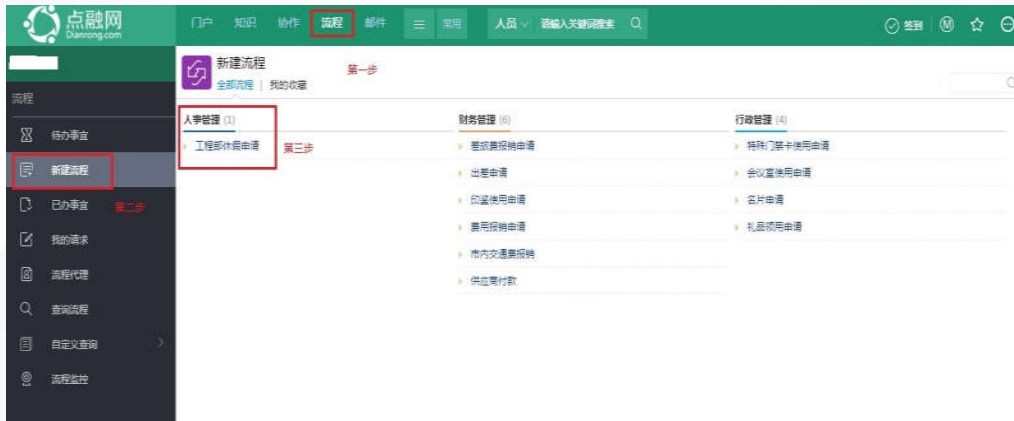 点融网
Dianrong.com
门户 知识 协作 流程 邮件 常用 人员 请输入关键词搜索 签到 M
新建流程
第一步
全部流程 | 我的收藏
流程
待办事宜
新建流程
已办事宜
第二步
我的请求
流程代理
查询流程
自定义查询
流程监控
人事管理 (1)
工程部休假申请
第三步
财务管理 (6)
差旅费报销申请
出差申请
印鉴使用申请
费用报销申请
市内交通费报销
供应商付款
行政管理 (4)
特殊门禁卡使用申请
会议室使用申请
名片申请
礼品领用申请